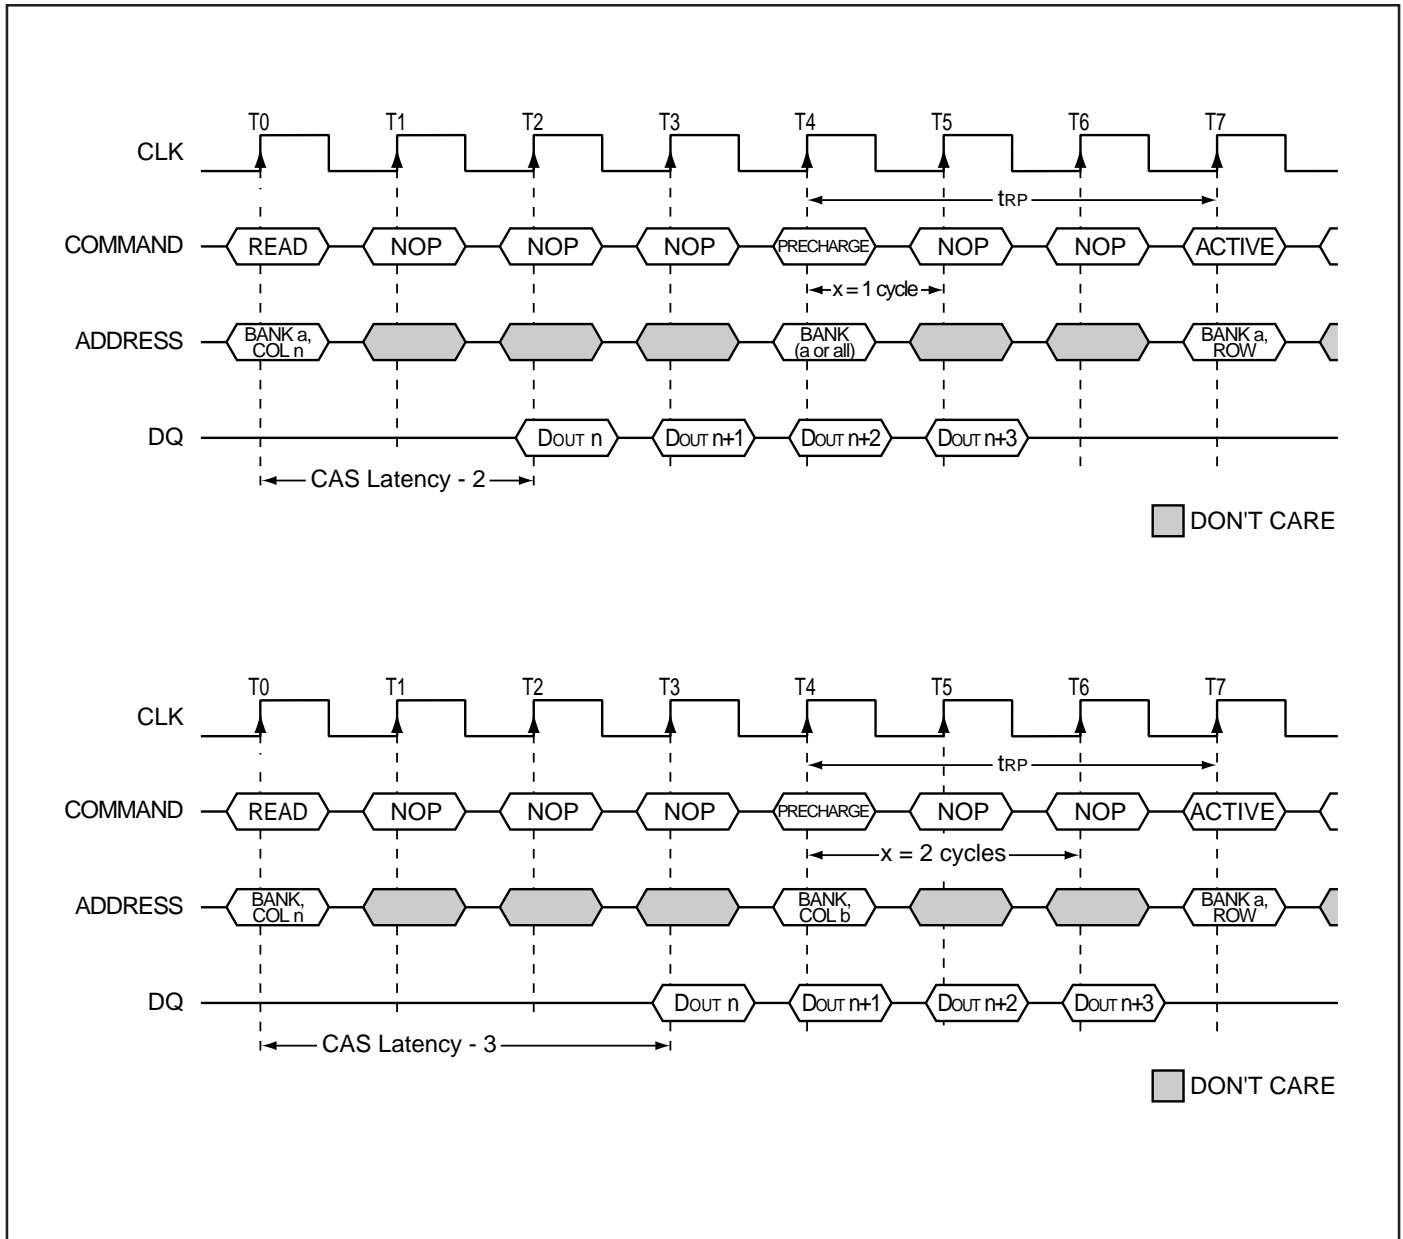 T0 T1 T2 T3 T4 T5 T6 T7
CLK
tRP
COMMAND READ NOP NOP NOP PRECHARGE NOP NOP ACTIVE
x = 1 cycle
ADDRESS BANK a, COL n BANK (a or all) BANK a, ROW
DQ DOUT n DOUT n+1 DOUT n+2 DOUT n+3
CAS Latency - 2
DON'T CARE
T0 T1 T2 T3 T4 T5 T6 T7
CLK
tRP
COMMAND READ NOP NOP NOP PRECHARGE NOP NOP ACTIVE
x = 2 cycles
ADDRESS BANK, COL n BANK, COL b BANK a, ROW
DQ DOUT n DOUT n+1 DOUT n+2 DOUT n+3
CAS Latency - 3
DON'T CARE